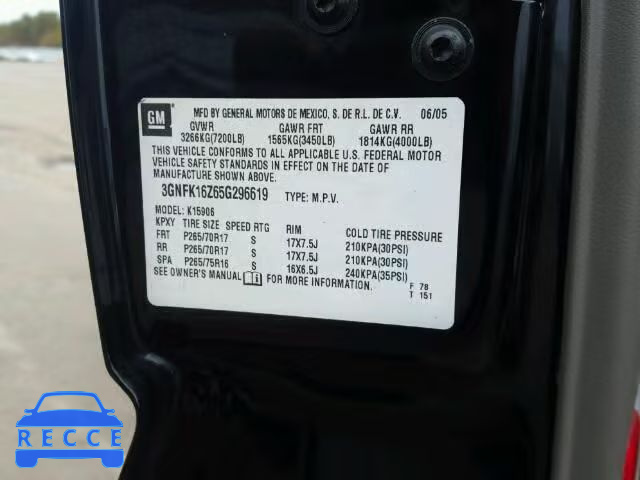 GM
MFD BY GENERAL MOTORS DE MEXICO, S. DE R.L. DE C.V. 06/05
GVWR GAWR FRT GAWR RR
3266KG(7200LB) 1565KG(3450LB) 1814KG(4000LB)
THIS VEHICLE CONFORMS TO ALL APPLICABLE U.S. FEDERAL MOTOR
VEHICLE SAFETY STANDARDS IN EFFECT ON THE DATE OF
MANUFACTURE SHOWN ABOVE.
3GNFK16Z65G296619 TYPE: M.P.V.
MODEL: K15906
KPXY TIRE SIZE SPEED RTG RIM COLD TIRE PRESSURE
FRT P265/70R17 S 17X7.5J 210KPA(30PSI)
RR P265/70R17 S 17X7.5J 210KPA(30PSI)
SPA P265/75R16 S 16X6.5J 240KPA(35PSI)
SEE OWNER'S MANUAL FOR MORE INFORMATION.
F 78
T 151
RECCE